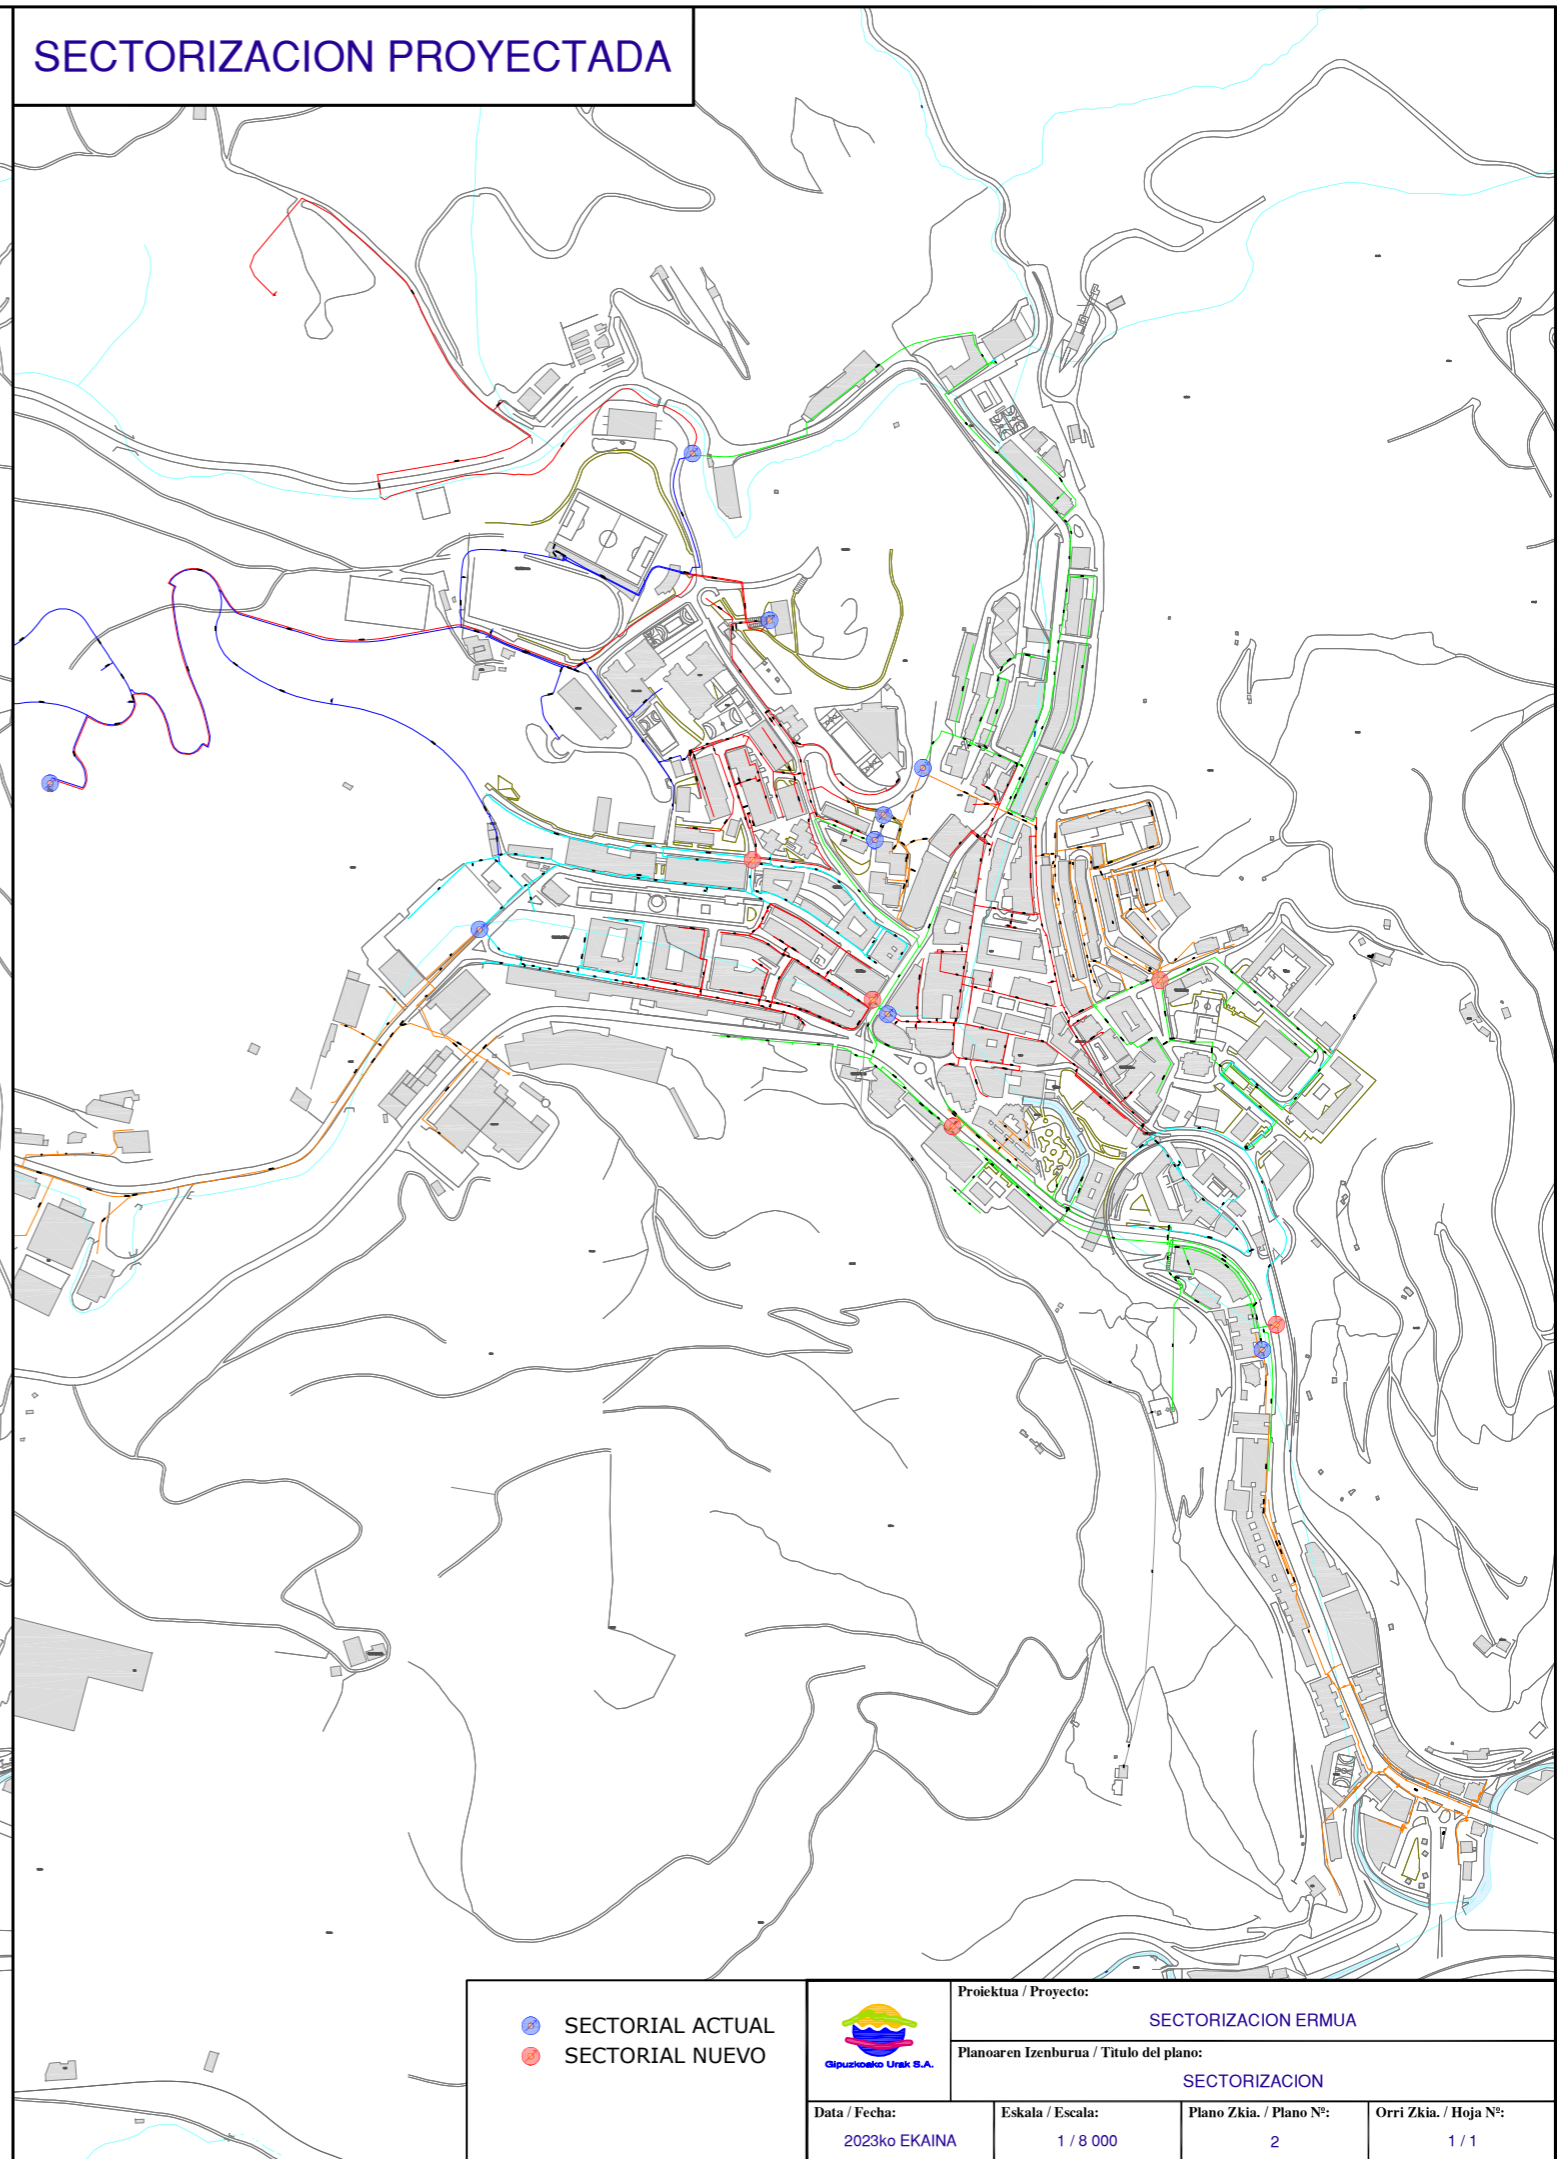 SECTORIZACION PROYECTADA
SECTORIAL ACTUAL
SECTORIAL NUEVO
Gipuzkoako Urak S.A.
Proiektua / Proyecto:
SECTORIZACION ERMUA
Planoaren Izenburua / Titulo del plano:
SECTORIZACION
Data / Fecha:
2023ko EKAINA
Eskala / Escala:
1 / 8 000
Plano Zkia. / Plano Nº:
2
Orri Zkia. / Hoja Nº:
1 / 1